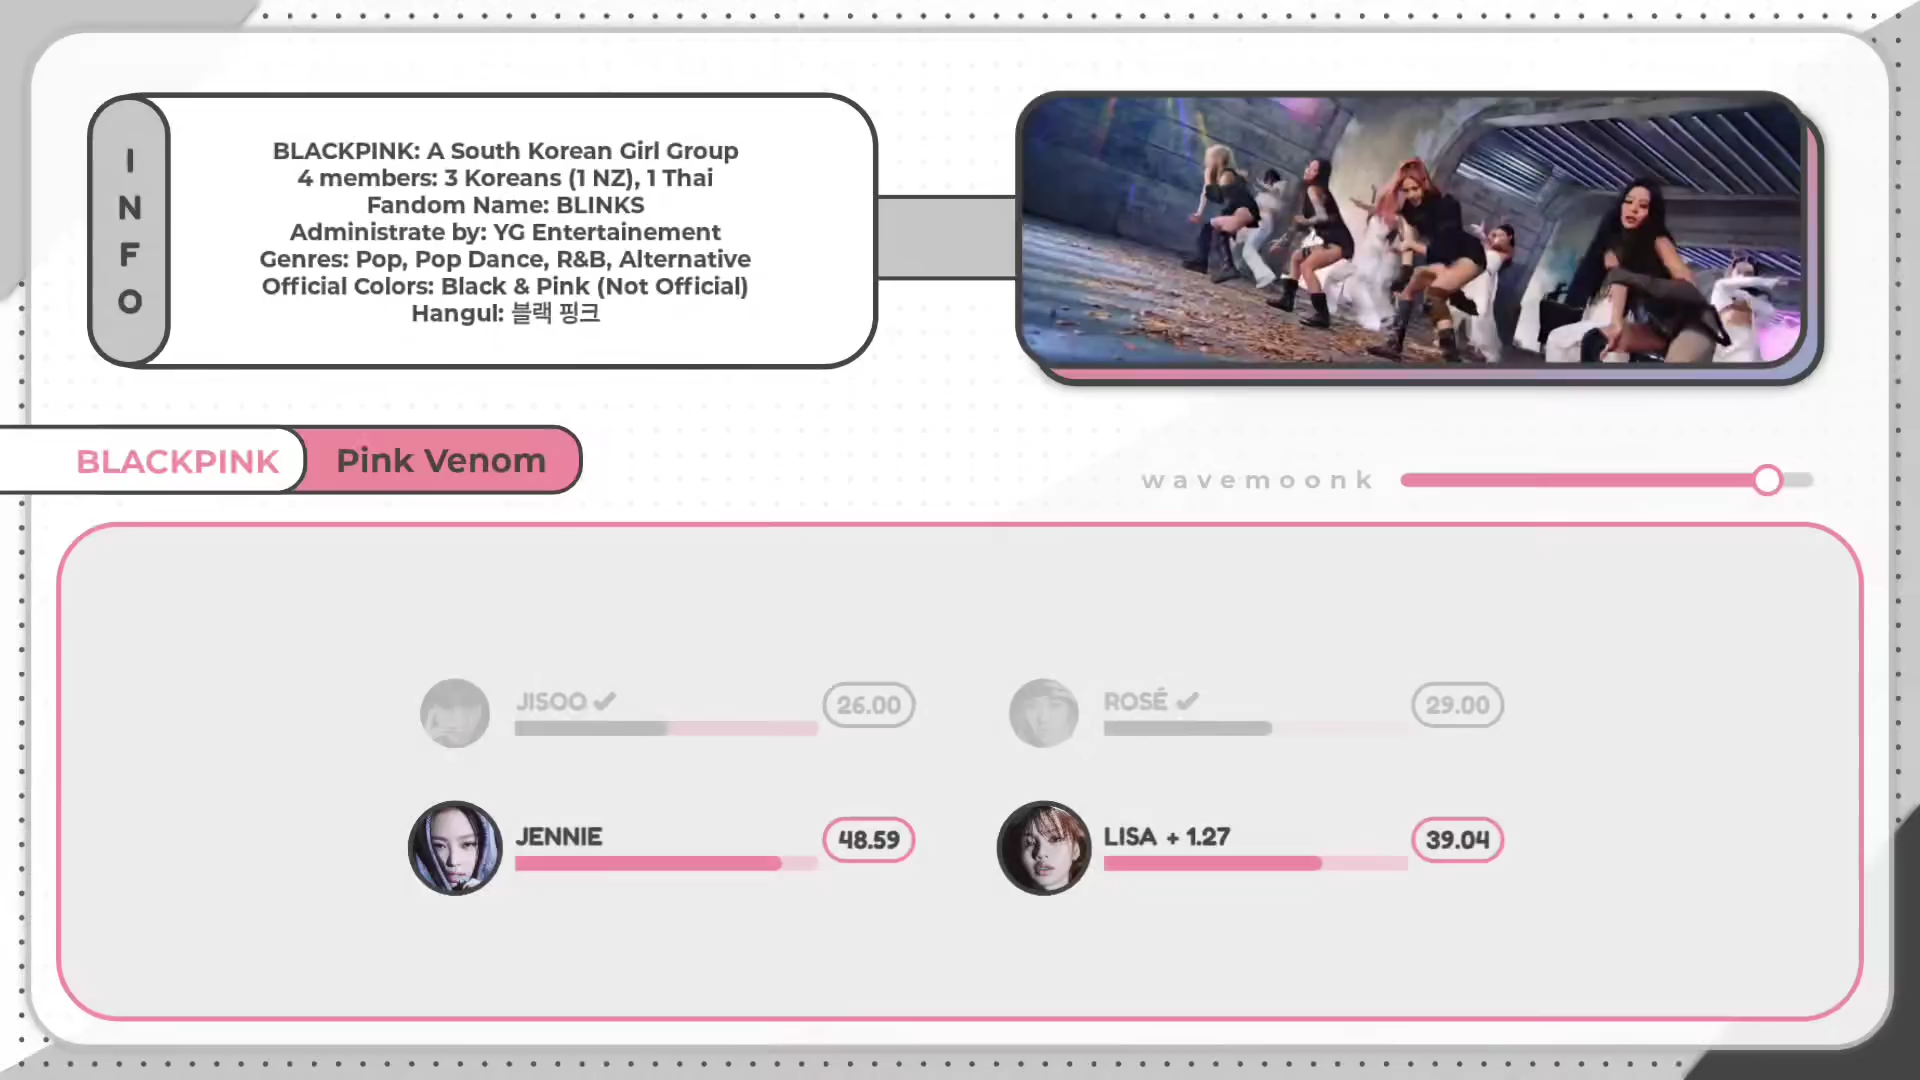 INFO
BLACKPINK: A South Korean Girl Group
4 members: 3 Koreans (1 NZ), 1 Thai
Fandom Name: BLINKS
Administrate by: YG Entertainement
Genres: Pop, Pop Dance, R&B, Alternative
Official Colors: Black & Pink (Not Official)
Hangul: 블랙 핑크
BLACKPINK Pink Venom
wavemoonk
JISOO ✔ 26.00
ROSÉ ✔ 29.00
JENNIE 48.59
LISA + 1.27 39.04